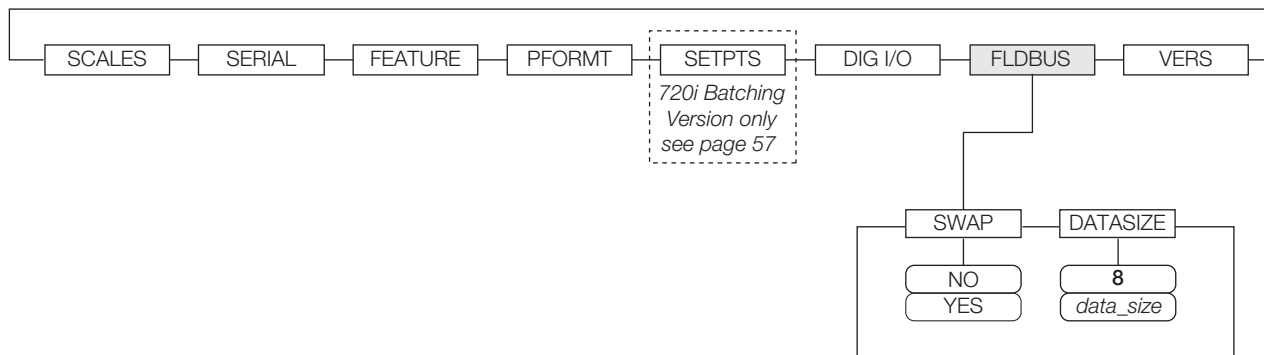 SCALES
SERIAL
FEATURE
PFORMT
SETPTS
DIG I/O
FLDBUS
VERS
720i Batching
Version only
see page 57
SWAP
DATASIZE
NO
8
YES
data_size